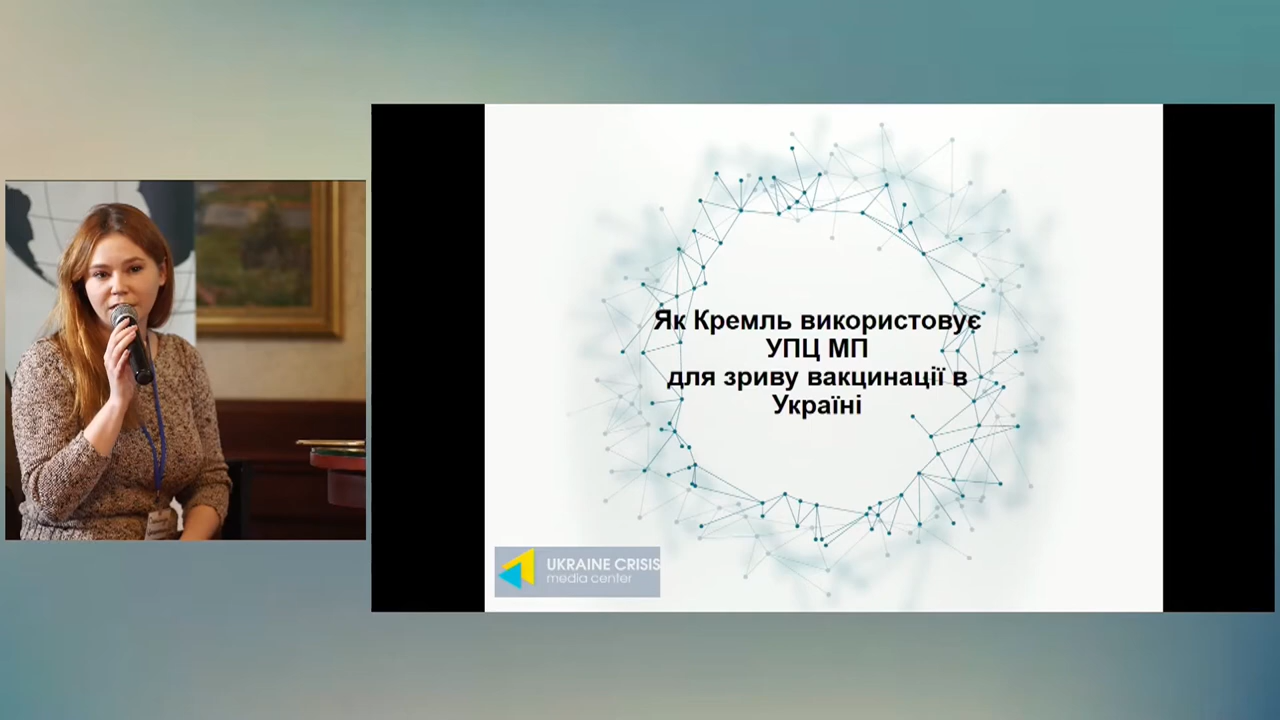 Як Кремль використовує
УПЦ МП
для зриву вакцинації в
Україні
UKRAINE CRISIS
media center